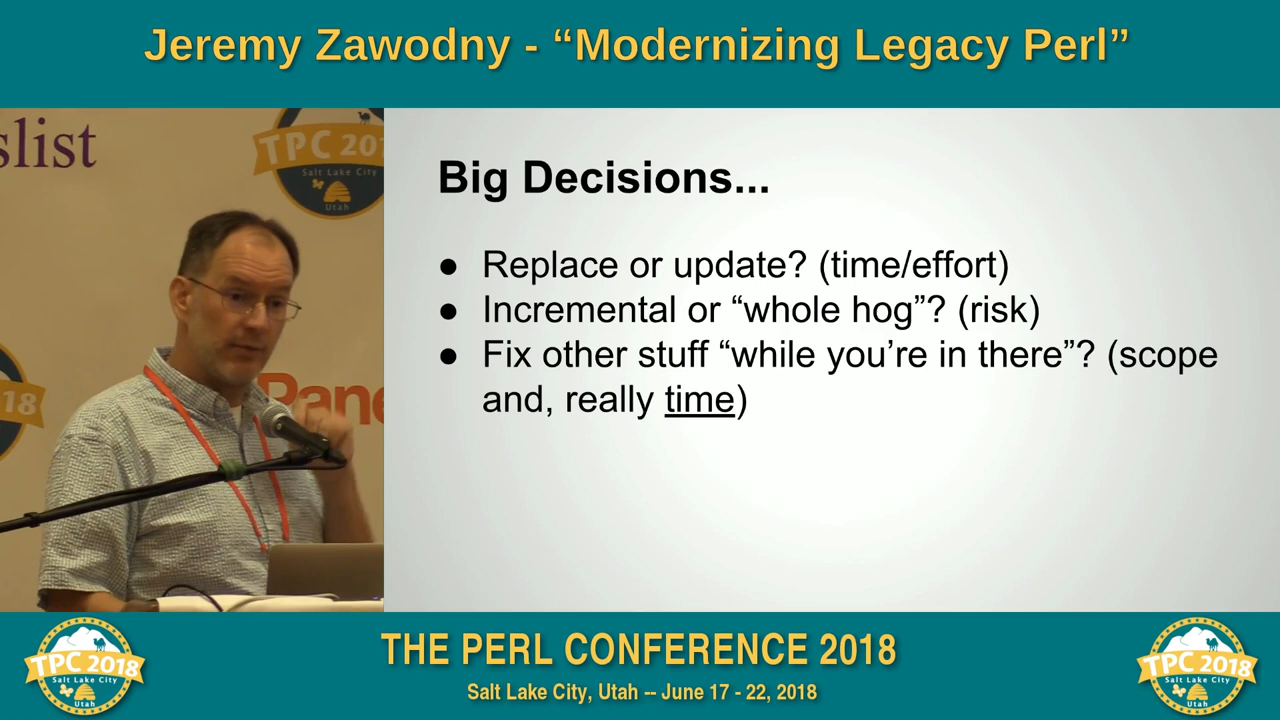 Jeremy Zawodny - “Modernizing Legacy Perl”
slist
TPC 201
Salt Lake City
Utah
18
Pane
Big Decisions...
● Replace or update? (time/effort)
● Incremental or “whole hog”? (risk)
● Fix other stuff “while you’re in there”? (scope
and, really time)
TPC 2018
Salt Lake City
Utah
THE PERL CONFERENCE 2018
Salt Lake City, Utah -- June 17 - 22, 2018
TPC 2018
Salt Lake City
Utah